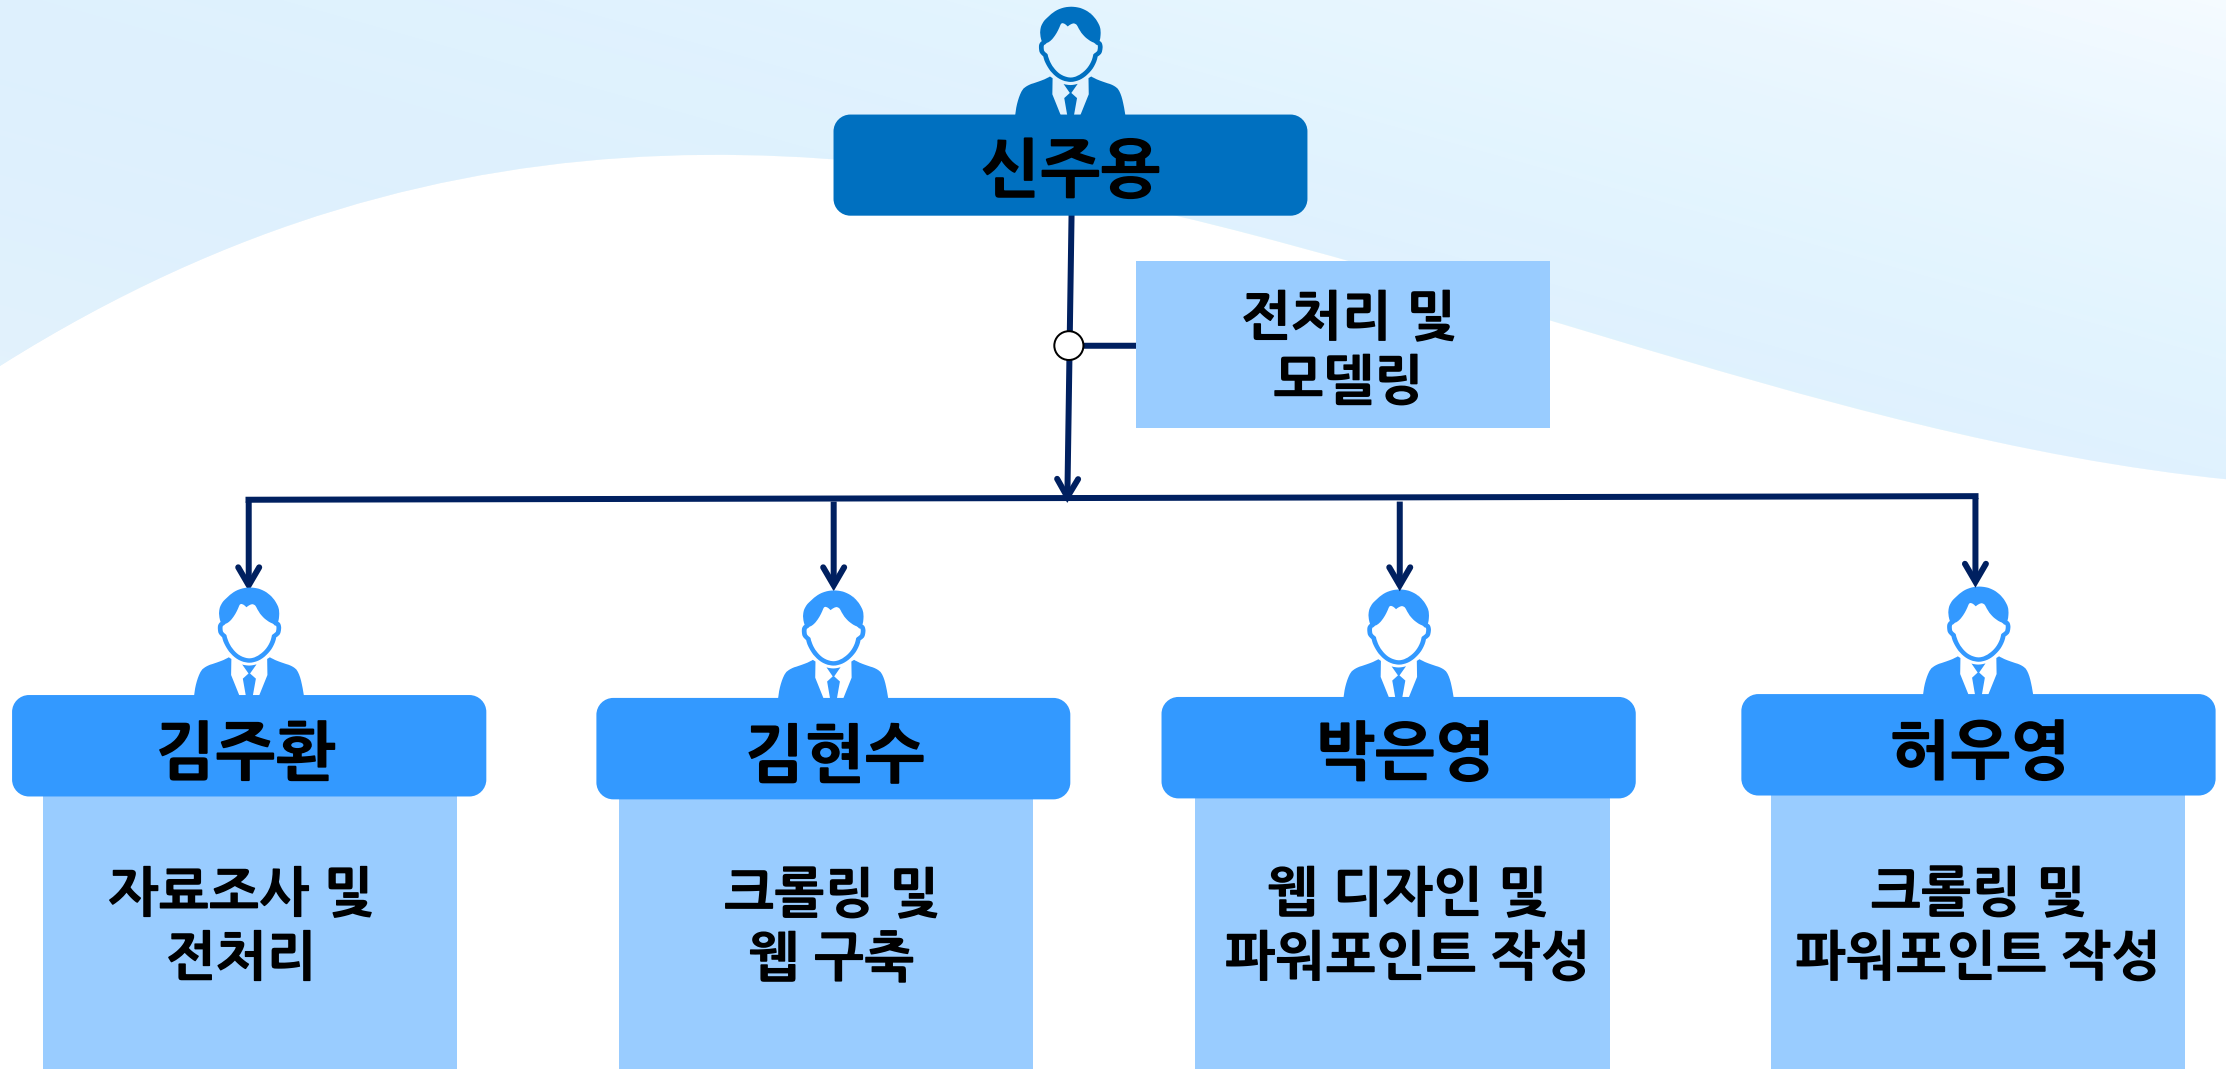 신주용
전처리 및
모델링
김주환
김현수
박은영
허우영
자료조사 및
전처리
크롤링 및
웹 구축
웹 디자인 및
파워포인트 작성
크롤링 및
파워포인트 작성